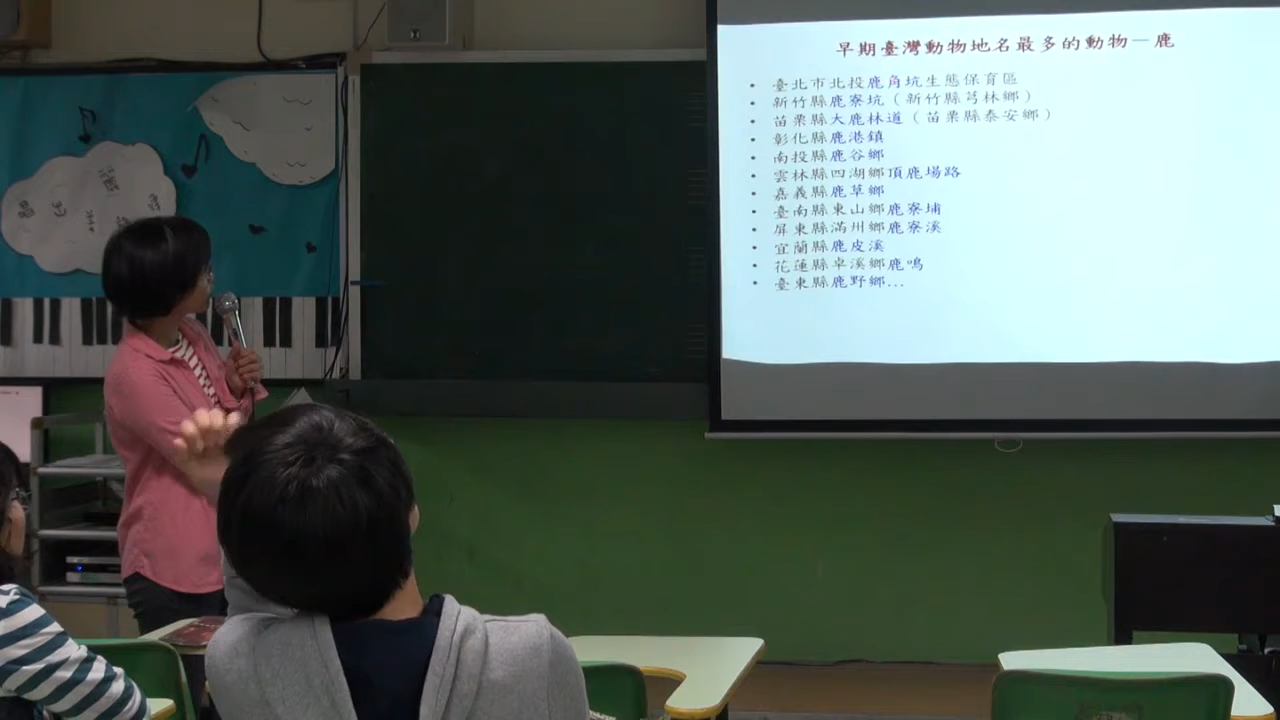 早期臺灣動物地名最多的動物—鹿
• 臺北市北投鹿角坑生態保育區
• 新竹縣鹿寮坑（新竹縣芎林鄉）
• 苗栗縣大鹿林道（苗栗縣泰安鄉）
• 彰化縣鹿港鎮
• 南投縣鹿谷鄉
• 雲林縣四湖鄉頂鹿場路
• 嘉義縣鹿草鄉
• 臺南縣東山鄉鹿寮埔
• 屏東縣滿州鄉鹿寮溪
• 宜蘭縣鹿皮溪
• 花蓮縣卓溪鄉鹿鳴
• 臺東縣鹿野鄉…